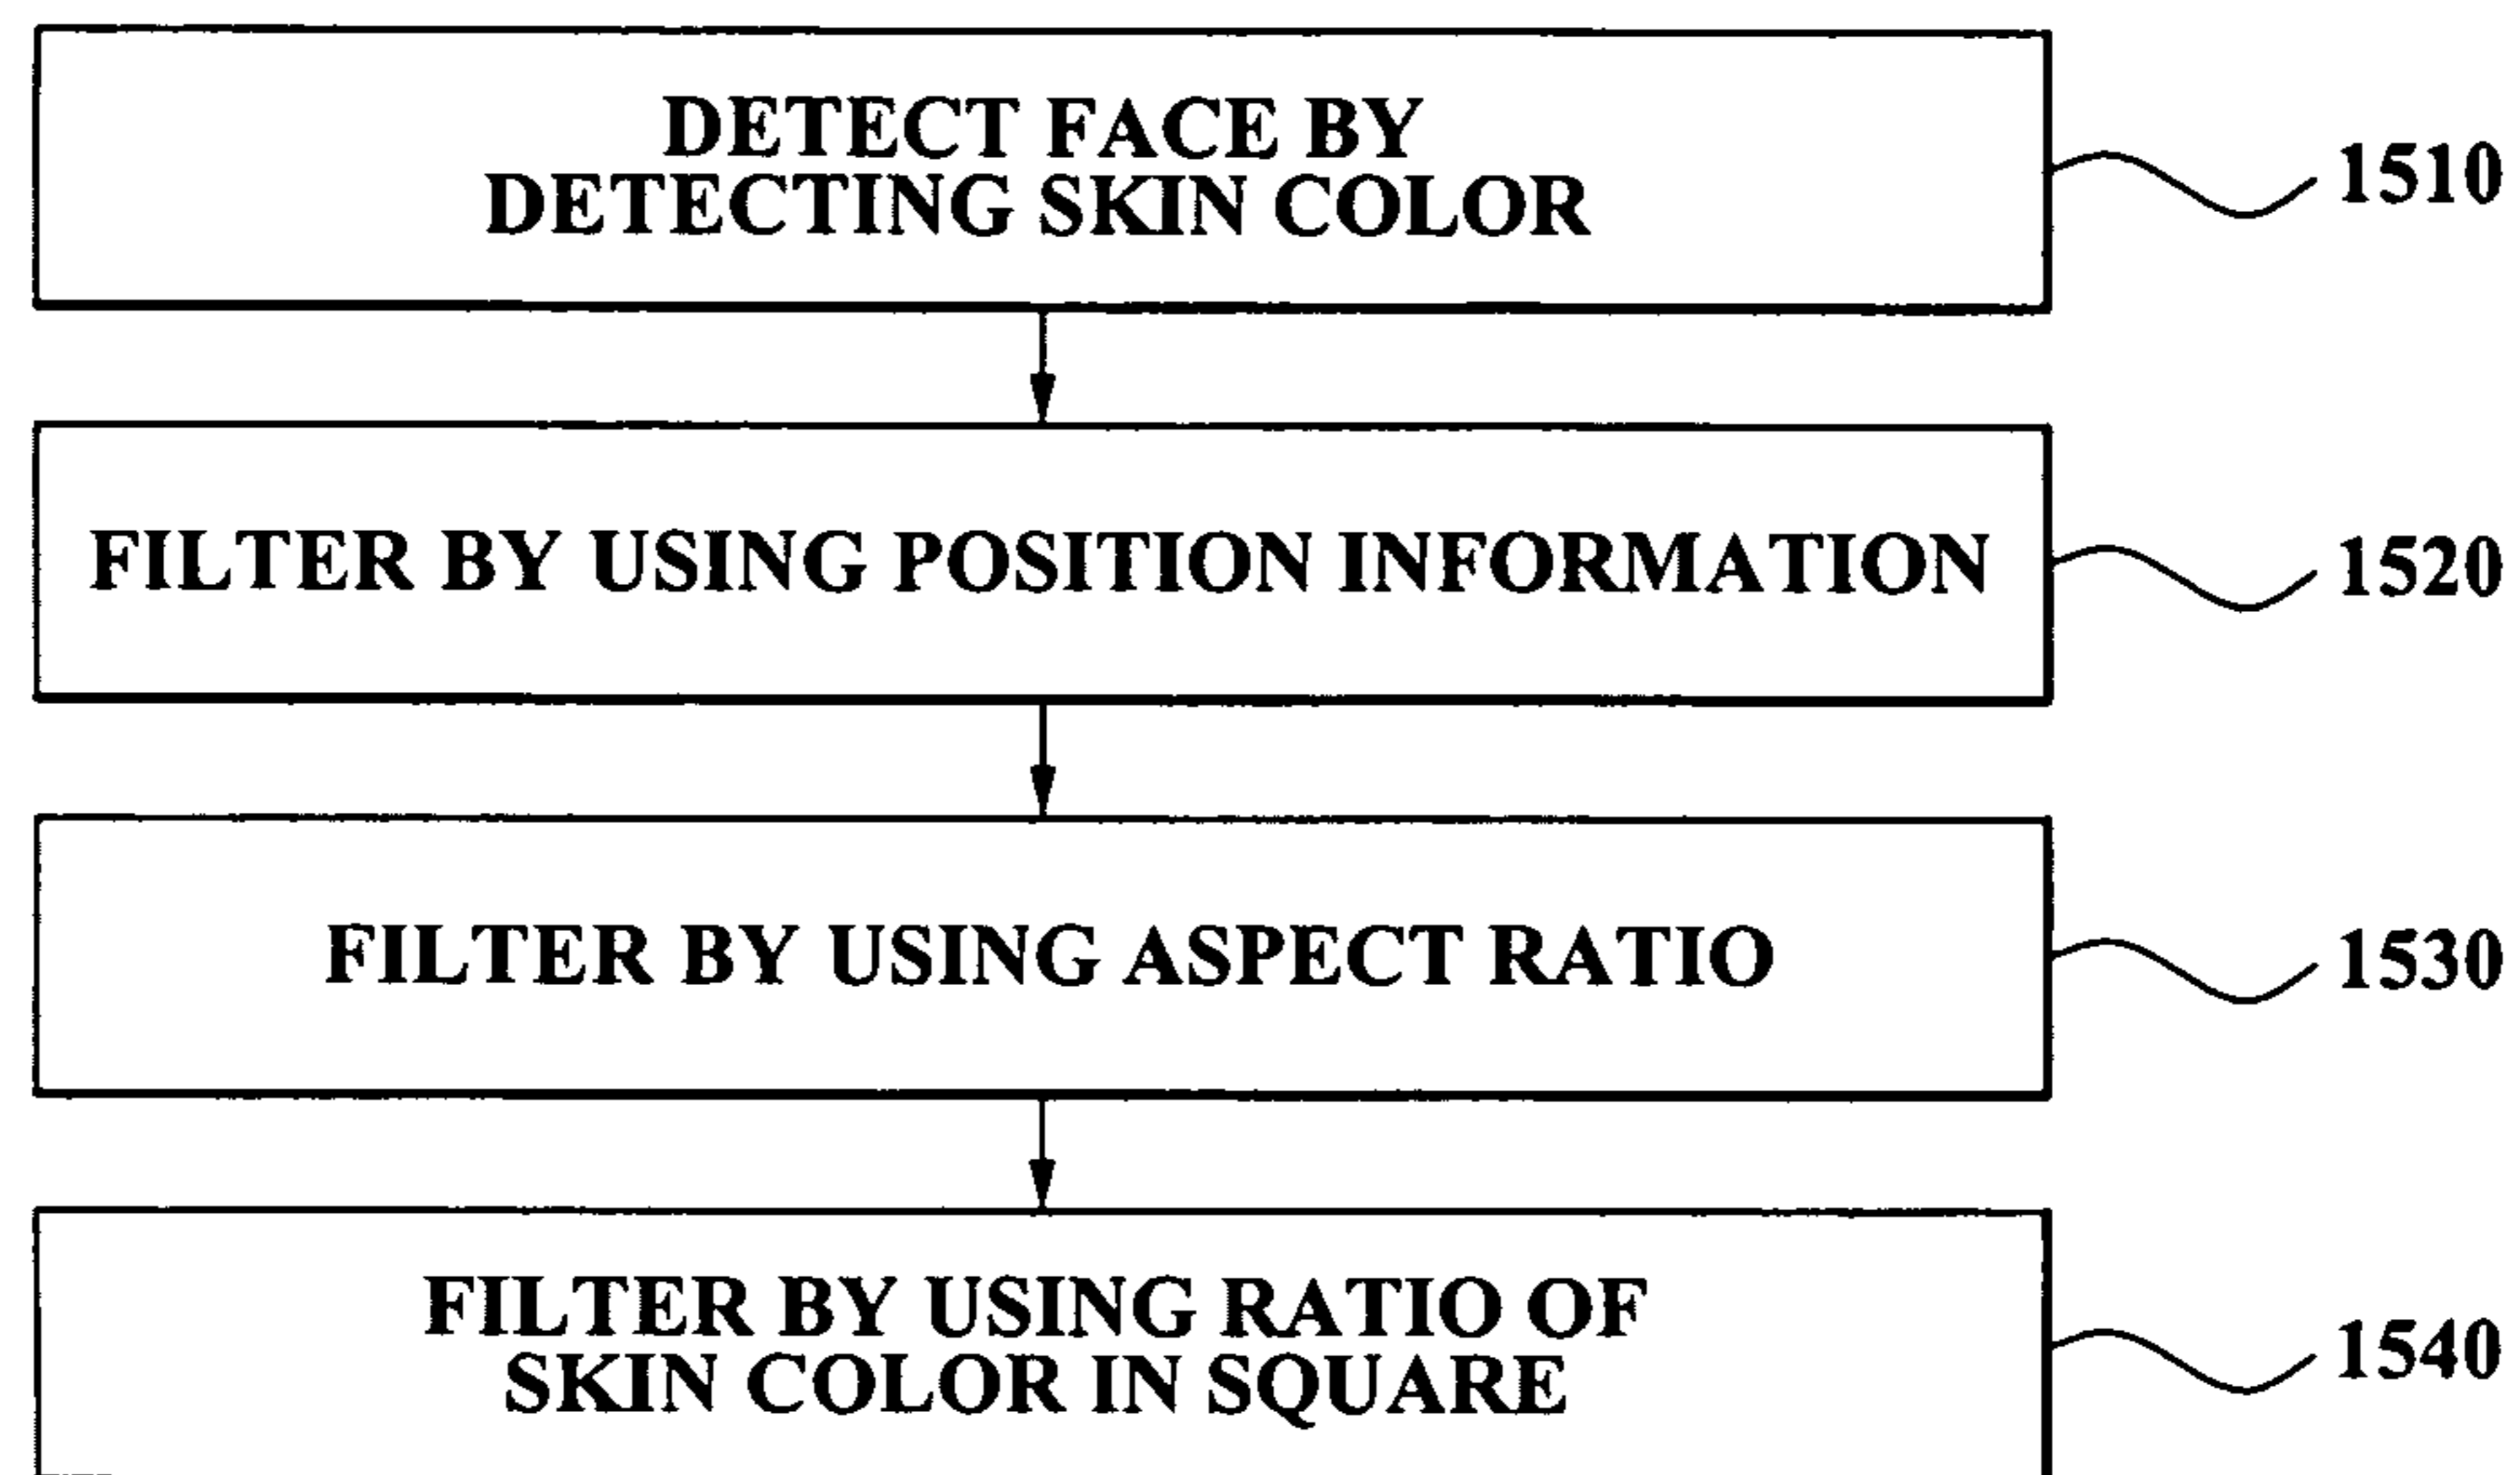 DETECT FACE BY
DETECTING SKIN COLOR
1510
FILTER BY USING POSITION INFORMATION
1520
FILTER BY USING ASPECT RATIO
1530
FILTER BY USING RATIO OF
SKIN COLOR IN SQUARE
1540